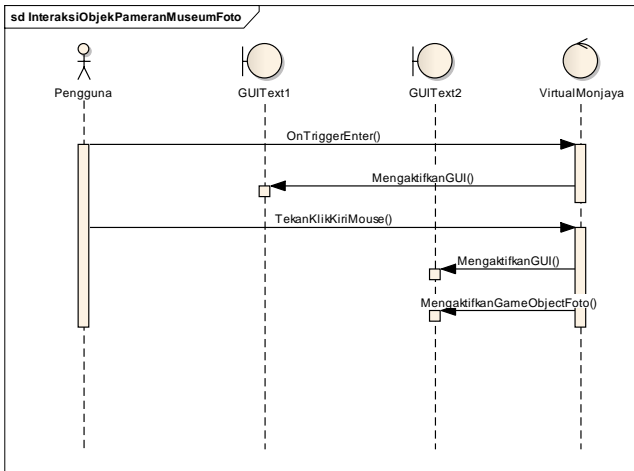 sd InteraksiObjekPameranMuseumFoto
Pengguna
GUIText1
GUIText2
VirtualMonjaya
OnTriggerEnter()
MengaktifkanGUI()
TekanKlikKiriMouse()
MengaktifkanGUI()
MengaktifkanGameObjectFoto()